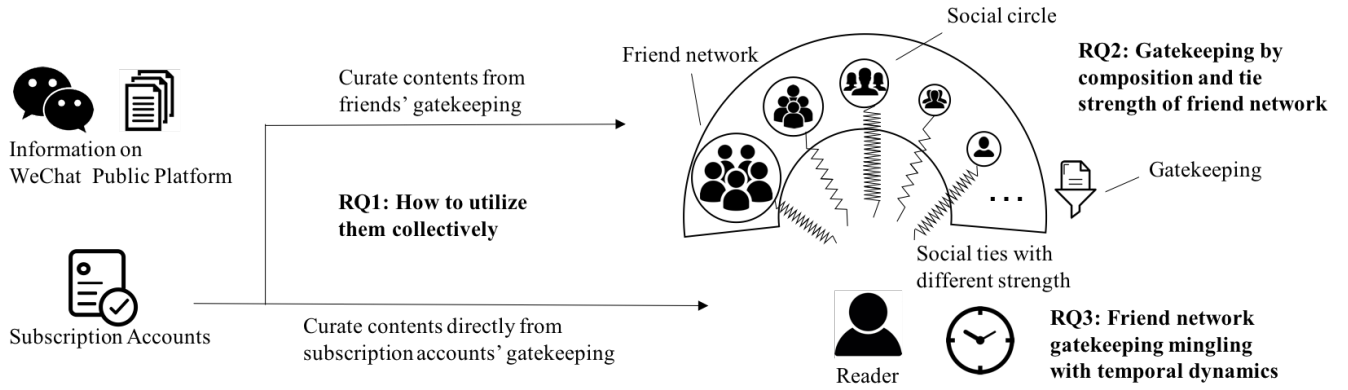 Social circle
Friend network
RQ2: Gatekeeping by
composition and tie
strength of friend network
Curate contents from
friends’ gatekeeping
Information on
WeChat Public Platform
Gatekeeping
RQ1: How to utilize
them collectively
...
Social ties with
different strength
Subscription Accounts
Curate contents directly from
subscription accounts’ gatekeeping
RQ3: Friend network
gatekeeping mingling
with temporal dynamics
Reader